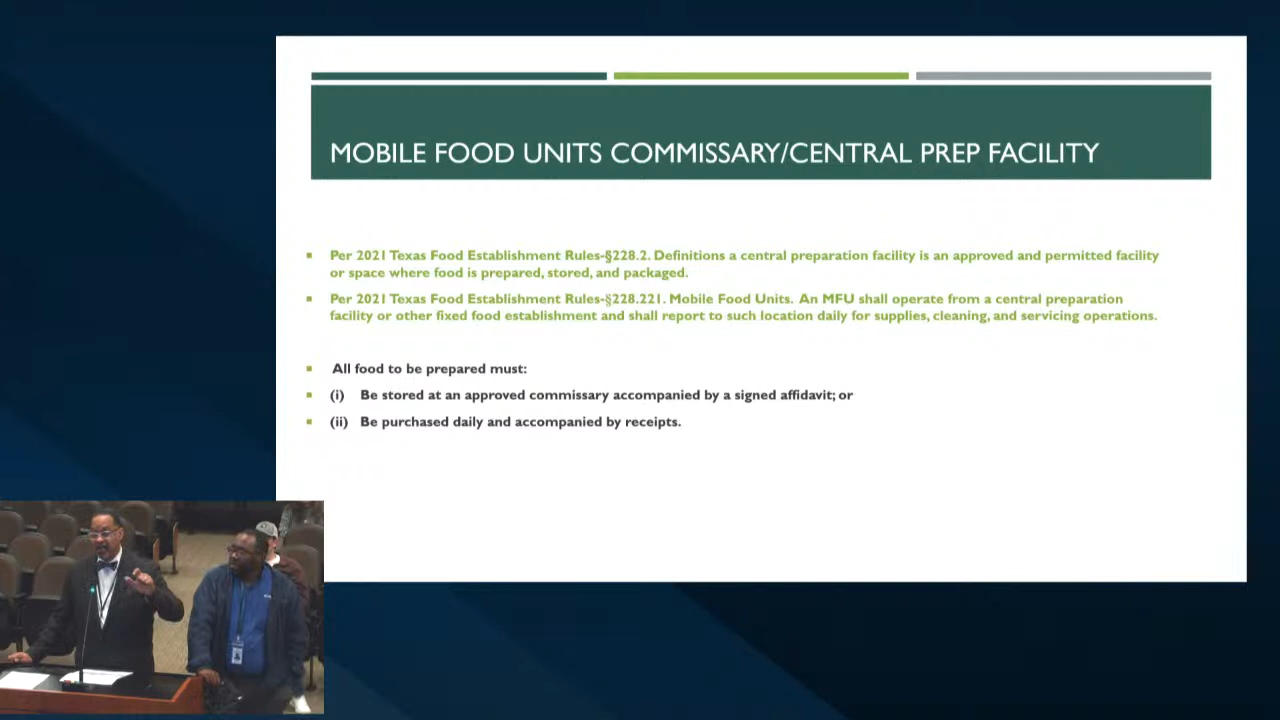 MOBILE FOOD UNITS COMMISSARY/CENTRAL PREP FACILITY
Per 2021 Texas Food Establishment Rules-§228.2. Definitions a central preparation facility is an approved and permitted facility
or space where food is prepared, stored, and packaged.
Per 2021 Texas Food Establishment Rules-§228.221. Mobile Food Units. An MFU shall operate from a central preparation
facility or other fixed food establishment and shall report to such location daily for supplies, cleaning, and servicing operations.
All food to be prepared must:
(i) Be stored at an approved commissary accompanied by a signed affidavit; or
(ii) Be purchased daily and accompanied by receipts.